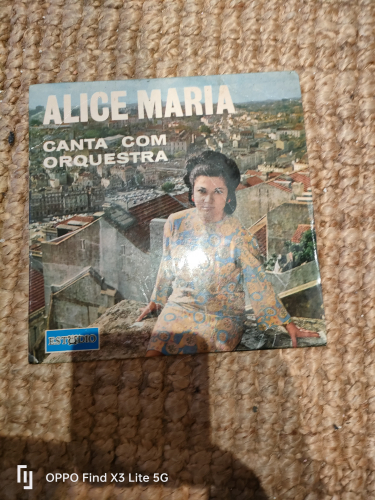 ALICE MARIA
CANTA COM
ORQUESTRA
ESTÚDIO
OPPO Find X3 Lite 5G